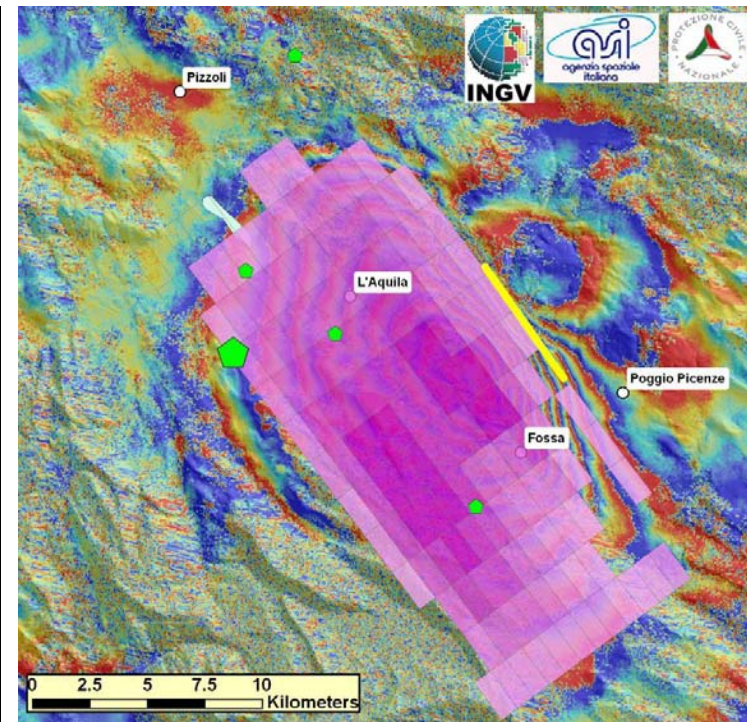 Pizzoli
INGV
asi
agenzia spaziale
italiana
PROTEZIONE CIVILE
NAZIONALE
L'Aquila
Poggio Picenze
Fossa
0 2.5 5 7.5 10
Kilometers